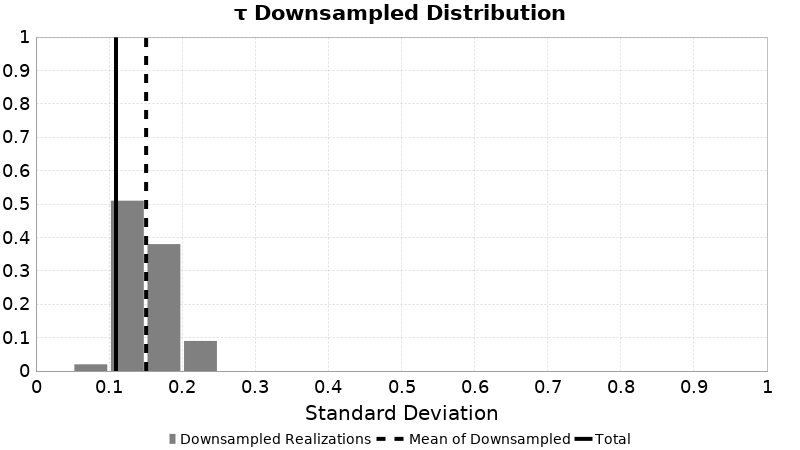 τ Downsampled Distribution
1
0.9
0.8
0.7
0.6
0.5
0.4
0.3
0.2
0.1
0
0 0.1 0.2 0.3 0.4 0.5 0.6 0.7 0.8 0.9 1
Standard Deviation
Downsampled Realizations Mean of Downsampled Total